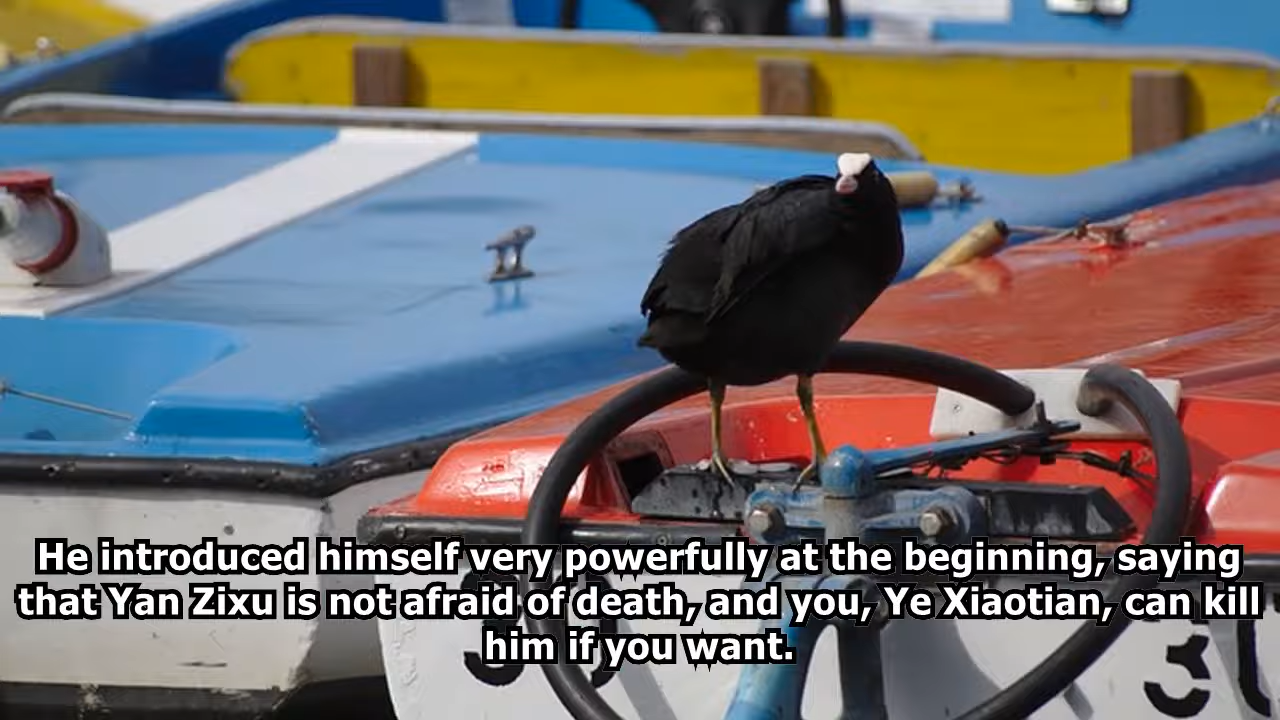 He introduced himself very powerfully at the beginning, saying
that Yan Zixu is not afraid of death, and you, Ye Xiaotian, can kill
him if you want.